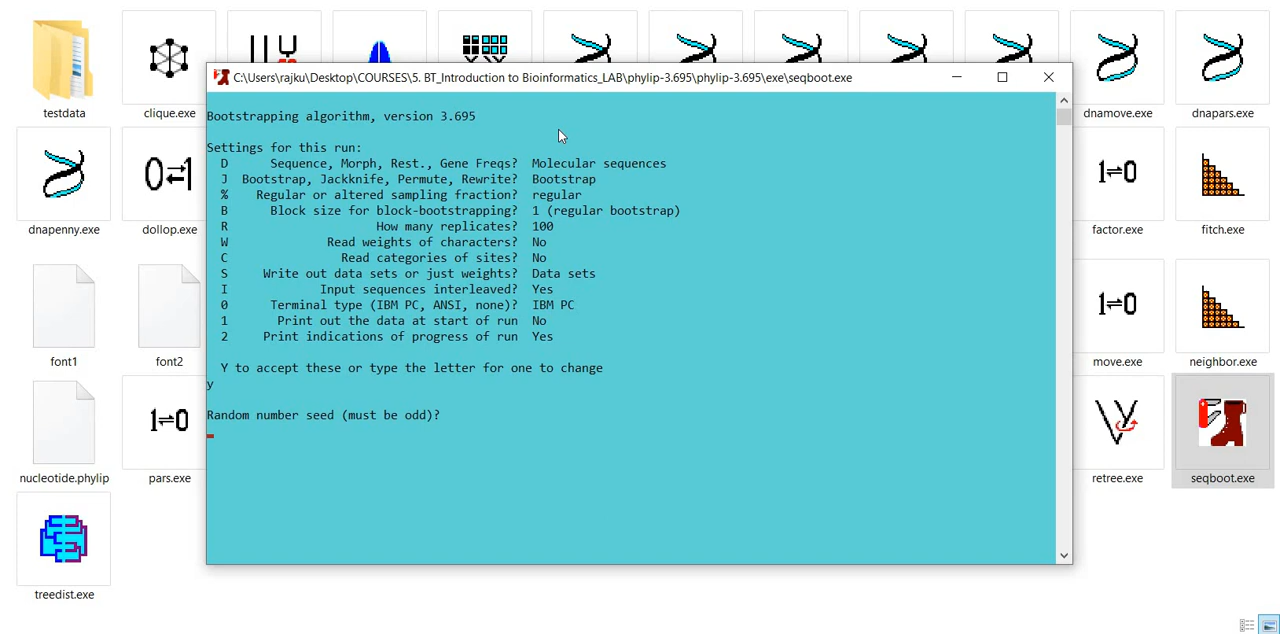 C:\Users\rajku\Desktop\COURSES\5. BT_Introduction to Bioinformatics_LAB\phylip-3.695\phylip-3.695\exe\seqboot.exe
Bootstrapping algorithm, version 3.695
Settings for this run:
D Sequence, Morph, Rest., Gene Freqs? Molecular sequences
J Bootstrap, Jackknife, Permute, Rewrite? Bootstrap
% Regular or altered sampling fraction? regular
B Block size for block-bootstrapping? 1 (regular bootstrap)
R How many replicates? 100
W Read weights of characters? No
C Read categories of sites? No
S Write out data sets or just weights? Data sets
I Input sequences interleaved? Yes
0 Terminal type (IBM PC, ANSI, none)? IBM PC
1 Print out the data at start of run No
2 Print indications of progress of run Yes
Y to accept these or type the letter for one to change
y
Random number seed (must be odd)?
testdata
clique.exe
dnamove.exe
dnapars.exe
0⇄1
1⇌0
dnapenny.exe
dollop.exe
factor.exe
fitch.exe
1⇌0
font1
font2
move.exe
neighbor.exe
1⇌0
nucleotide.phylip
pars.exe
retree.exe
seqboot.exe
treedist.exe